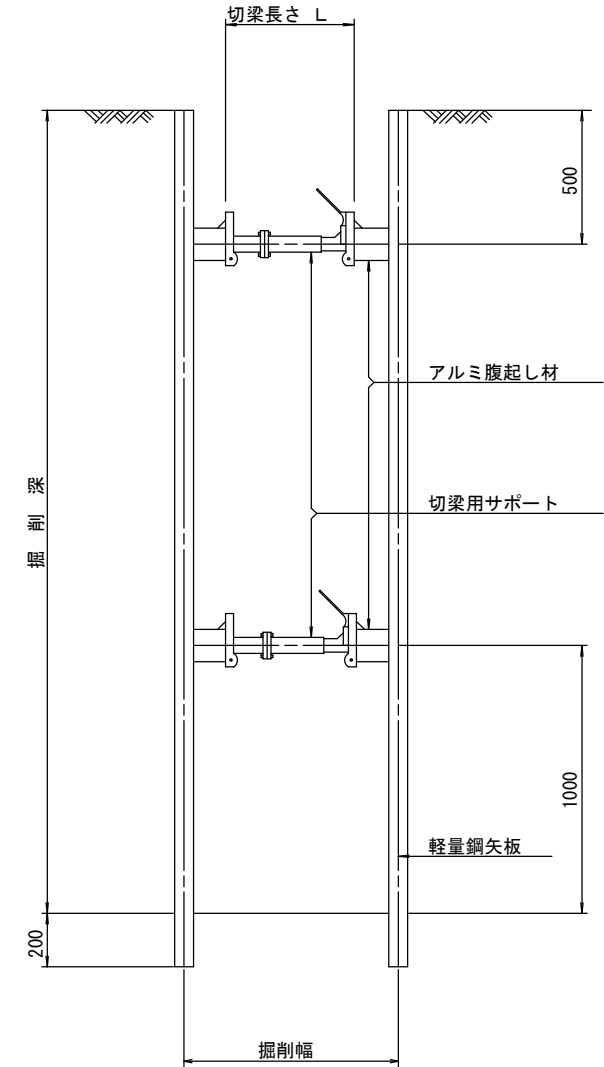 切梁長さ L
500
アルミ腹起し材
切梁用サポート
掘 削 深
1000
軽量鋼矢板
200
掘削幅